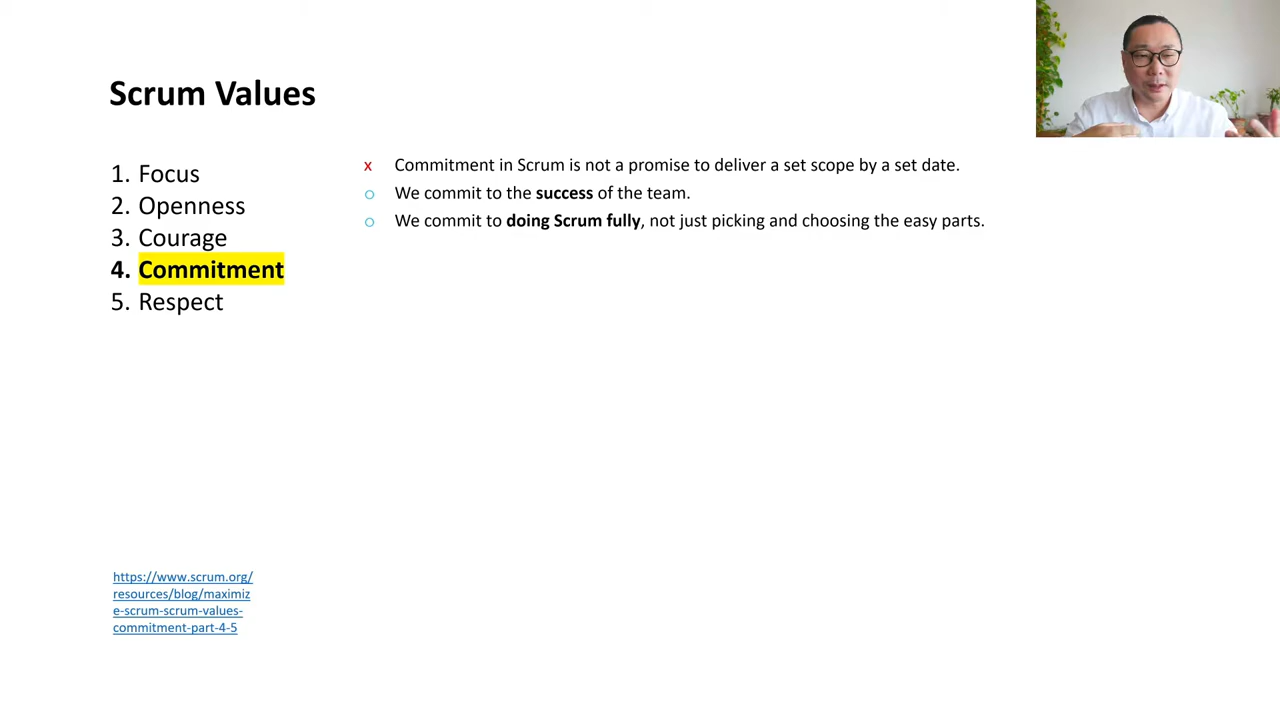 Scrum Values
1. Focus
2. Openness
3. Courage
4. Commitment
5. Respect
x Commitment in Scrum is not a promise to deliver a set scope by a set date.
o We commit to the success of the team.
o We commit to doing Scrum fully, not just picking and choosing the easy parts.
https://www.scrum.org/
resources/blog/maximiz
e-scrum-scrum-values-
commitment-part-4-5